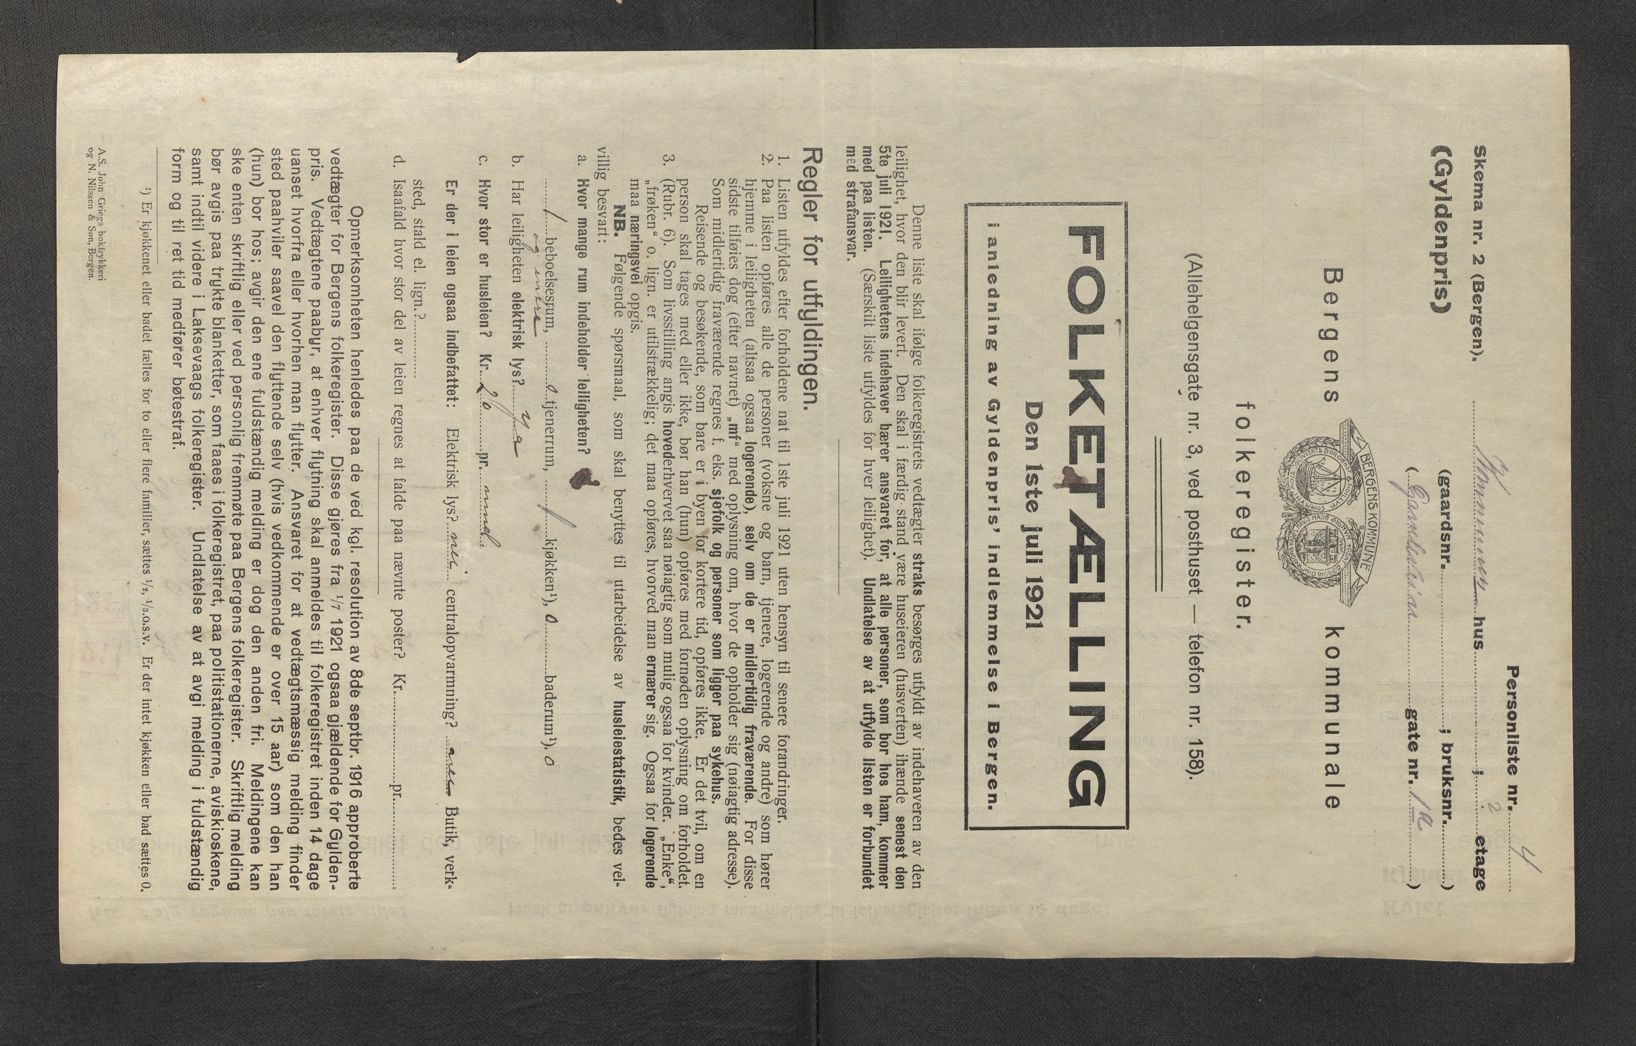 Personliste nr. 4
Skema nr. 2 (Bergen). Kommunens hus ; 2 etage
(gaardsnr. ; bruksnr. )
(Gyldenpris)
( gate nr. 1a )
BERGENS KOMMUNE
Bergens kommunale
folkeregister.
(Allehelgensgate nr. 3, ved posthuset — telefon nr. 158).
FOLKETÆLLING
Den 1ste juli 1921
i anledning av Gyldenpris' indlemmelse i Bergen.
Denne liste skal ifølge folkeregistrets vedtægter straks besørges utfyldt av indehaveren av den
leilighet, hvor den blir levert. Den skal i færdig stand være huseieren (husverten) ihænde senest den
5te juli 1921. Leilighetens indehaver bærer ansvaret for, at alle personer, som bor hos ham, kommer
med paa listen. (Særskilt liste utfyldes for hver leilighet). Undlatelse av at utfylde listen er forbundet
med strafansvar.
Regler for utfyldingen.
1. Listen utfyldes efter forholdene nat til 1ste juli 1921 uten hensyn til senere forandringer.
2. Paa listen opføres alle de personer (voksne og barn, tjenere, logerende og andre) som hører
hjemme i leiligheten (altsaa ogsaa logerende), selv om de er midlertidig fraværende. For disse
sidste tilføies dog (efter navnet) „mf“ med oplysning om, hvor de opholder sig (nøiagtig adresse).
Som midlertidig fraværende regnes f. eks. sjøfolk og personer som ligger paa sykehus.
Reisende og besøkende, som bare er i byen for kortere tid, opføres ikke. Er det tvil, om en
person skal tages med eller ikke, bør han (hun) opføres med fornøden oplysning om forholdet.
3. (Rubr. 6). Som livsstilling angis hovederhvervet saa nøiagtig som mulig ogsaa for kvinder. „Enke“,
„frøken“ o. lign. er utilstrækkelig; det maa opføres, hvorved man ernærer sig. Ogsaa for logerende
maa næringsvei opgis.
NB. Følgende spørsmaal, som skal benyttes til utarbeidelse av husleiestatistik, bedes vel-
villig besvart:
a. Hvor mange rum indeholder leiligheten?
1 beboelsesrum, 0 tjenerrum, 1 kjøkken¹), 0 baderum¹), 0
b. Har leiligheten elektrisk lys? Ya
c. Hvor stor er husleien? Kr. 20 pr. mnd.
Er der i leien ogsaa indbefattet: Elektrisk lys? nei centralopvarmning? Butik, verk-
sted, stald el. lign.?
d. Isaafald hvor stor del av leien regnes at falde paa nævnte poster? Kr. pr.
Opmerksomheten henledes paa de ved kgl. resolution av 8de septbr. 1916 approberte
vedtægter for Bergens folkeregister. Disse gjøres fra ¹/₇ 1921 ogsaa gjældende for Gylden-
pris. Vedtægtene paabyr, at enhver flytning skal anmeldes til folkeregistret inden 14 dage
uanset hvorfra eller hvorhen man flytter. Ansvaret for at vedtægtsmæssig melding finder
sted paahviler saavel den flyttende selv (hvis vedkommende er over 15 aar) som den han
(hun) bor hos; avgir den ene fuldstændig melding er dog den anden fri. Meldingene kan
ske enten skriftlig eller ved personlig fremmøte paa Bergens folkeregister. Skriftlig melding
bør avgis paa trykte blanketter, som faaes i folkeregistret, paa politistationerne, aviskioskene,
samt indtil videre i Laksevaags folkeregister. Undlatelse av at avgi melding i fuldstændig
form og til ret tid medfører bøtestraf.
¹) Er kjøkkenet eller badet fælles for to eller flere familier, sættes ¹/₂, ¹/₃ o. s. v. Er der intet kjøkken eller bad sættes 0.
A.S. John Griegs boktrykkeri
og N. Nilssen & Søn, Bergen.